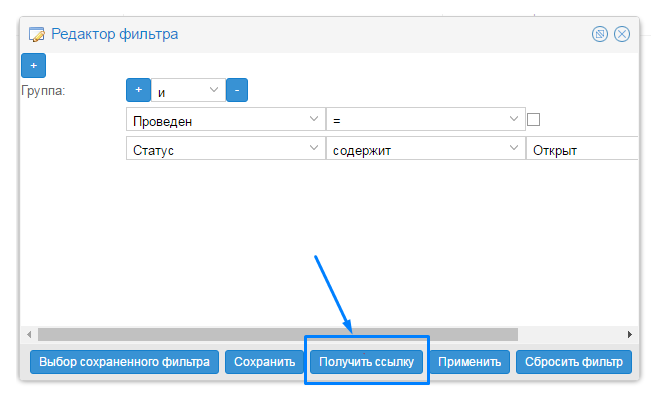 Редактор фильтра
+
Группа: + и -
Проведен =
Статус содержит Открыт
Выбор сохраненного фильтра Сохранить Получить ссылку Применить Сбросить фильтр